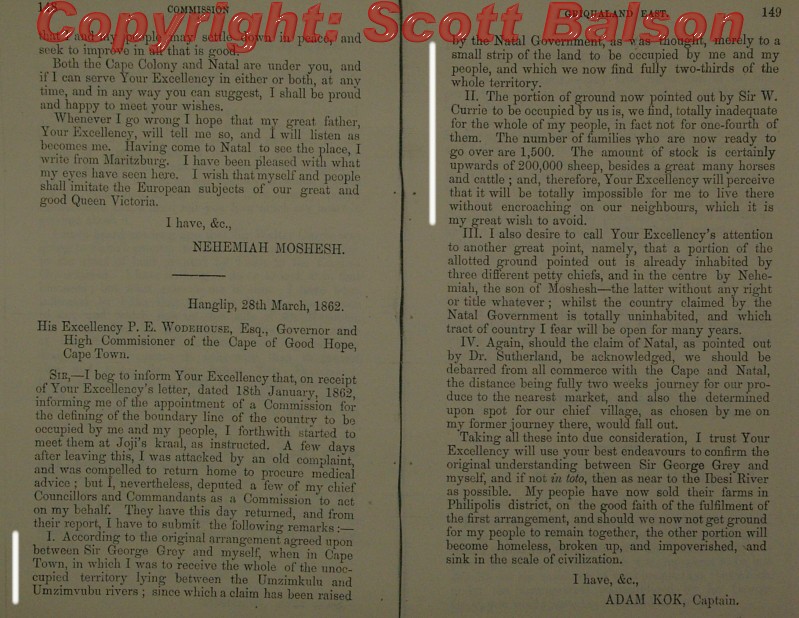 Copyright: Scott Balson
148
COMMISSION
that I and my people may settle down in peace, and
seek to improve in all that is good.
Both the Cape Colony and Natal are under you, and
if I can serve Your Excellency in either or both, at any
time, and in any way you can suggest, I shall be proud
and happy to meet your wishes.
Whenever I go wrong I hope that my great father,
Your Excellency, will tell me so, and I will listen as
becomes me. Having come to Natal to see the place, I
write from Maritzburg. I have been pleased with what
my eyes have seen here. I wish that myself and people
shall imitate the European subjects of our great and
good Queen Victoria.
I have, &c.,
NEHEMIAH MOSHESH.
Hanglip, 28th March, 1862.
His Excellency P. E. WODEHOUSE, Esq., Governor and
High Commisioner of the Cape of Good Hope,
Cape Town.
SIR,—I beg to inform Your Excellency that, on receipt
of Your Excellency's letter, dated 18th January, 1862,
informing me of the appointment of a Commission for
the defining of the boundary line of the country to be
occupied by me and my people, I forthwith started to
meet them at Joji's kraal, as instructed. A few days
after leaving this, I was attacked by an old complaint,
and was compelled to return home to procure medical
advice; but I, nevertheless, deputed a few of my chief
Councillors and Commandants as a Commission to act
on my behalf. They have this day returned, and from
their report, I have to submit the following remarks:—
I. According to the original arrangement agreed upon
between Sir George Grey and myself, when in Cape
Town, in which I was to receive the whole of the unoc-
cupied territory lying between the Umzimkulu and
Umzimvubu rivers; since which a claim has been raised
GRIQUALAND EAST.
149
by the Natal Government, as was thought, merely to a
small strip of the land to be occupied by me and my
people, and which we now find fully two-thirds of the
whole territory.
II. The portion of ground now pointed out by Sir W.
Currie to be occupied by us is, we find, totally inadequate
for the whole of my people, in fact not for one-fourth of
them. The number of families who are now ready to
go over are 1,500. The amount of stock is certainly
upwards of 200,000 sheep, besides a great many horses
and cattle; and, therefore, Your Excellency will perceive
that it will be totally impossible for me to live there
without encroaching on our neighbours, which it is
my great wish to avoid.
III. I also desire to call Your Excellency's attention
to another great point, namely, that a portion of the
allotted ground pointed out is already inhabited by
three different petty chiefs, and in the centre by Nehe-
miah, the son of Moshesh—the latter without any right
or title whatever; whilst the country claimed by the
Natal Government is totally uninhabited, and which
tract of country I fear will be open for many years.
IV. Again, should the claim of Natal, as pointed out
by Dr. Sutherland, be acknowledged, we should be
debarred from all commerce with the Cape and Natal,
the distance being fully two weeks journey for our pro-
duce to the nearest market, and also the determined
upon spot for our chief village, as chosen by me on
my former journey there, would fall out.
Taking all these into due consideration, I trust Your
Excellency will use your best endeavours to confirm the
original understanding between Sir George Grey and
myself, and if not in toto, then as near to the Ibesi River
as possible. My people have now sold their farms in
Philipolis district, on the good faith of the fulfilment of
the first arrangement, and should we now not get ground
for my people to remain together, the other portion will
become homeless, broken up, and impoverished, and
sink in the scale of civilization.
I have, &c.,
ADAM KOK, Captain.